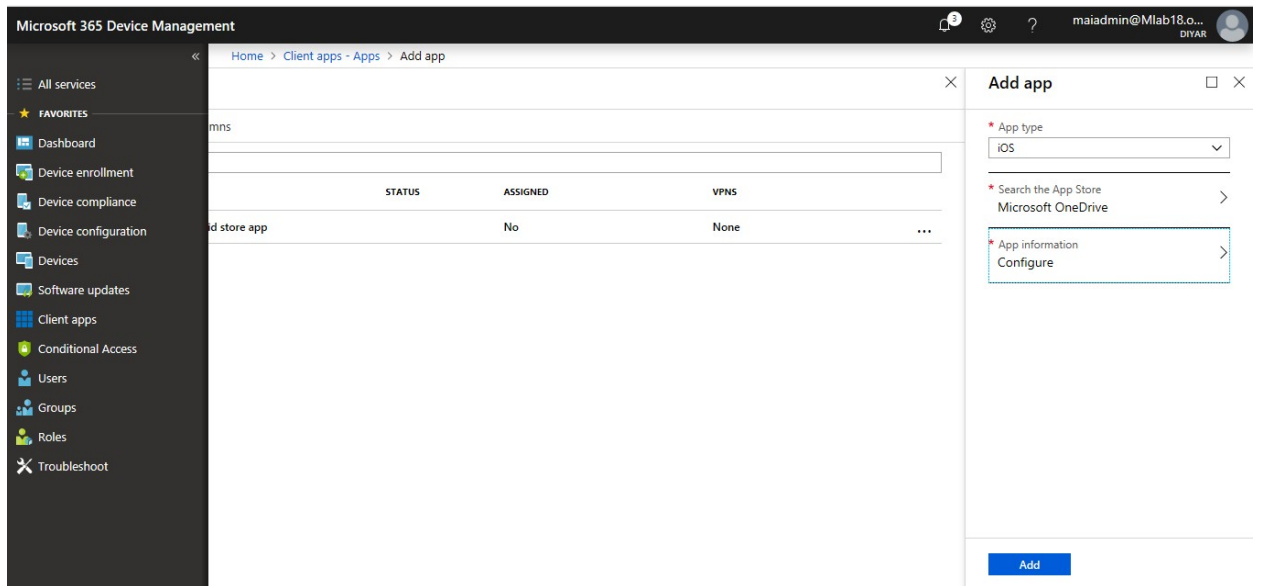 Microsoft 365 Device Management
3
?
maiadmin@Mlab18.o...
DIYAR
«
Home > Client apps - Apps > Add app
All services
FAVORITES
Dashboard
Device enrollment
Device compliance
Device configuration
Devices
Software updates
Client apps
Conditional Access
Users
Groups
Roles
Troubleshoot
mns
STATUS ASSIGNED VPNS
id store app No None ...
Add app
* App type
iOS
* Search the App Store
Microsoft OneDrive
* App information
Configure
Add